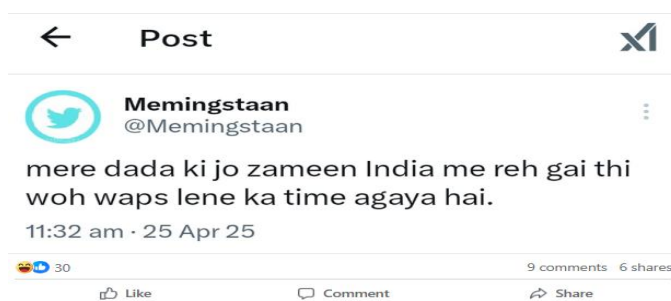 Post
Memingstaan
@Memingstaan
mere dada ki jo zameen India me reh gai thi
woh waps lene ka time agaya hai.
11:32 am · 25 Apr 25
30 9 comments 6 shares
Like Comment Share